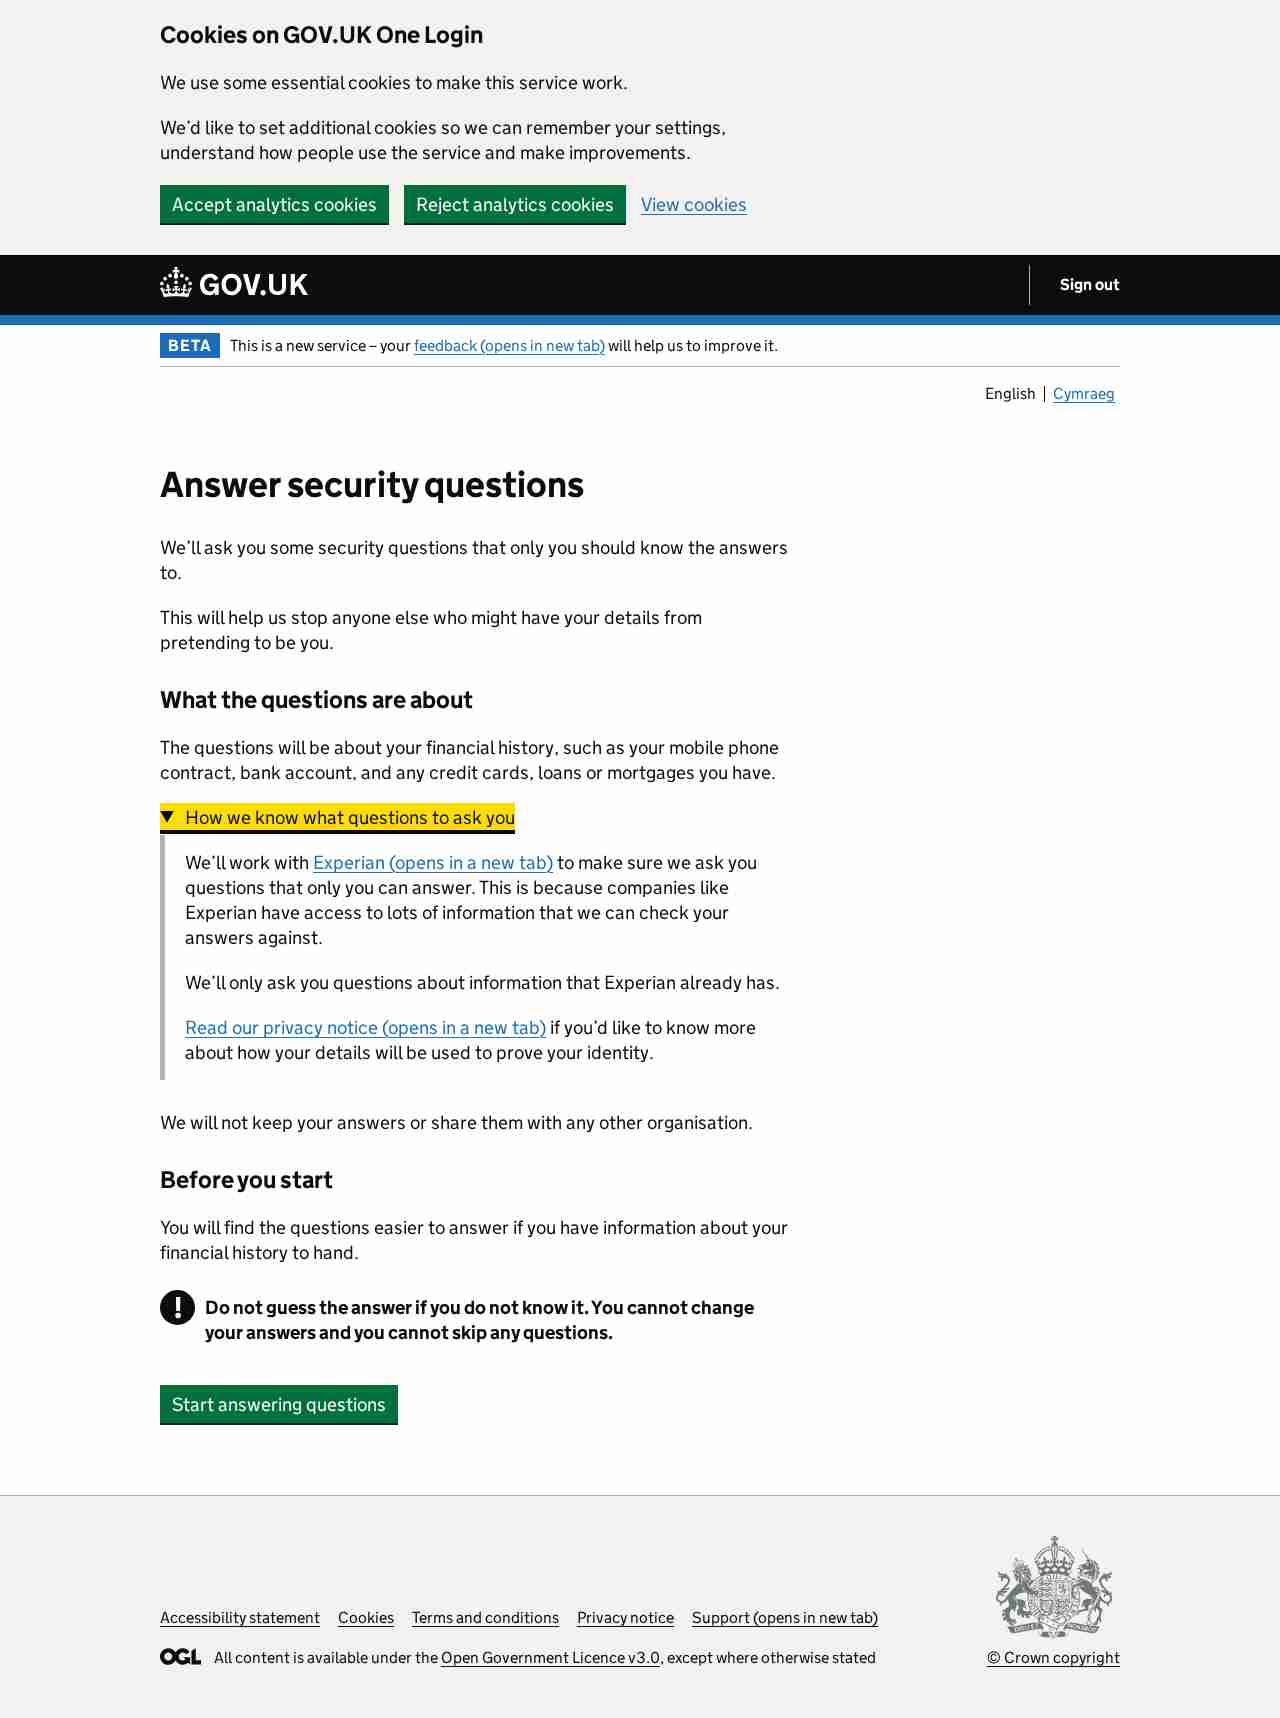 Cookies on GOV.UK One Login
We use some essential cookies to make this service work.
We’d like to set additional cookies so we can remember your settings,
understand how people use the service and make improvements.
Accept analytics cookies Reject analytics cookies View cookies
GOV.UK Sign out
BETA This is a new service – your feedback (opens in new tab) will help us to improve it.
English Cymraeg
Answer security questions
We’ll ask you some security questions that only you should know the answers
to.
This will help us stop anyone else who might have your details from
pretending to be you.
What the questions are about
The questions will be about your financial history, such as your mobile phone
contract, bank account, and any credit cards, loans or mortgages you have.
How we know what questions to ask you
We’ll work with Experian (opens in a new tab) to make sure we ask you
questions that only you can answer. This is because companies like
Experian have access to lots of information that we can check your
answers against.
We’ll only ask you questions about information that Experian already has.
Read our privacy notice (opens in a new tab) if you’d like to know more
about how your details will be used to prove your identity.
We will not keep your answers or share them with any other organisation.
Before you start
You will find the questions easier to answer if you have information about your
financial history to hand.
! Do not guess the answer if you do not know it. You cannot change
your answers and you cannot skip any questions.
Start answering questions
Accessibility statement Cookies Terms and conditions Privacy notice Support (opens in new tab)
OGL All content is available under the Open Government Licence v3.0, except where otherwise stated
© Crown copyright